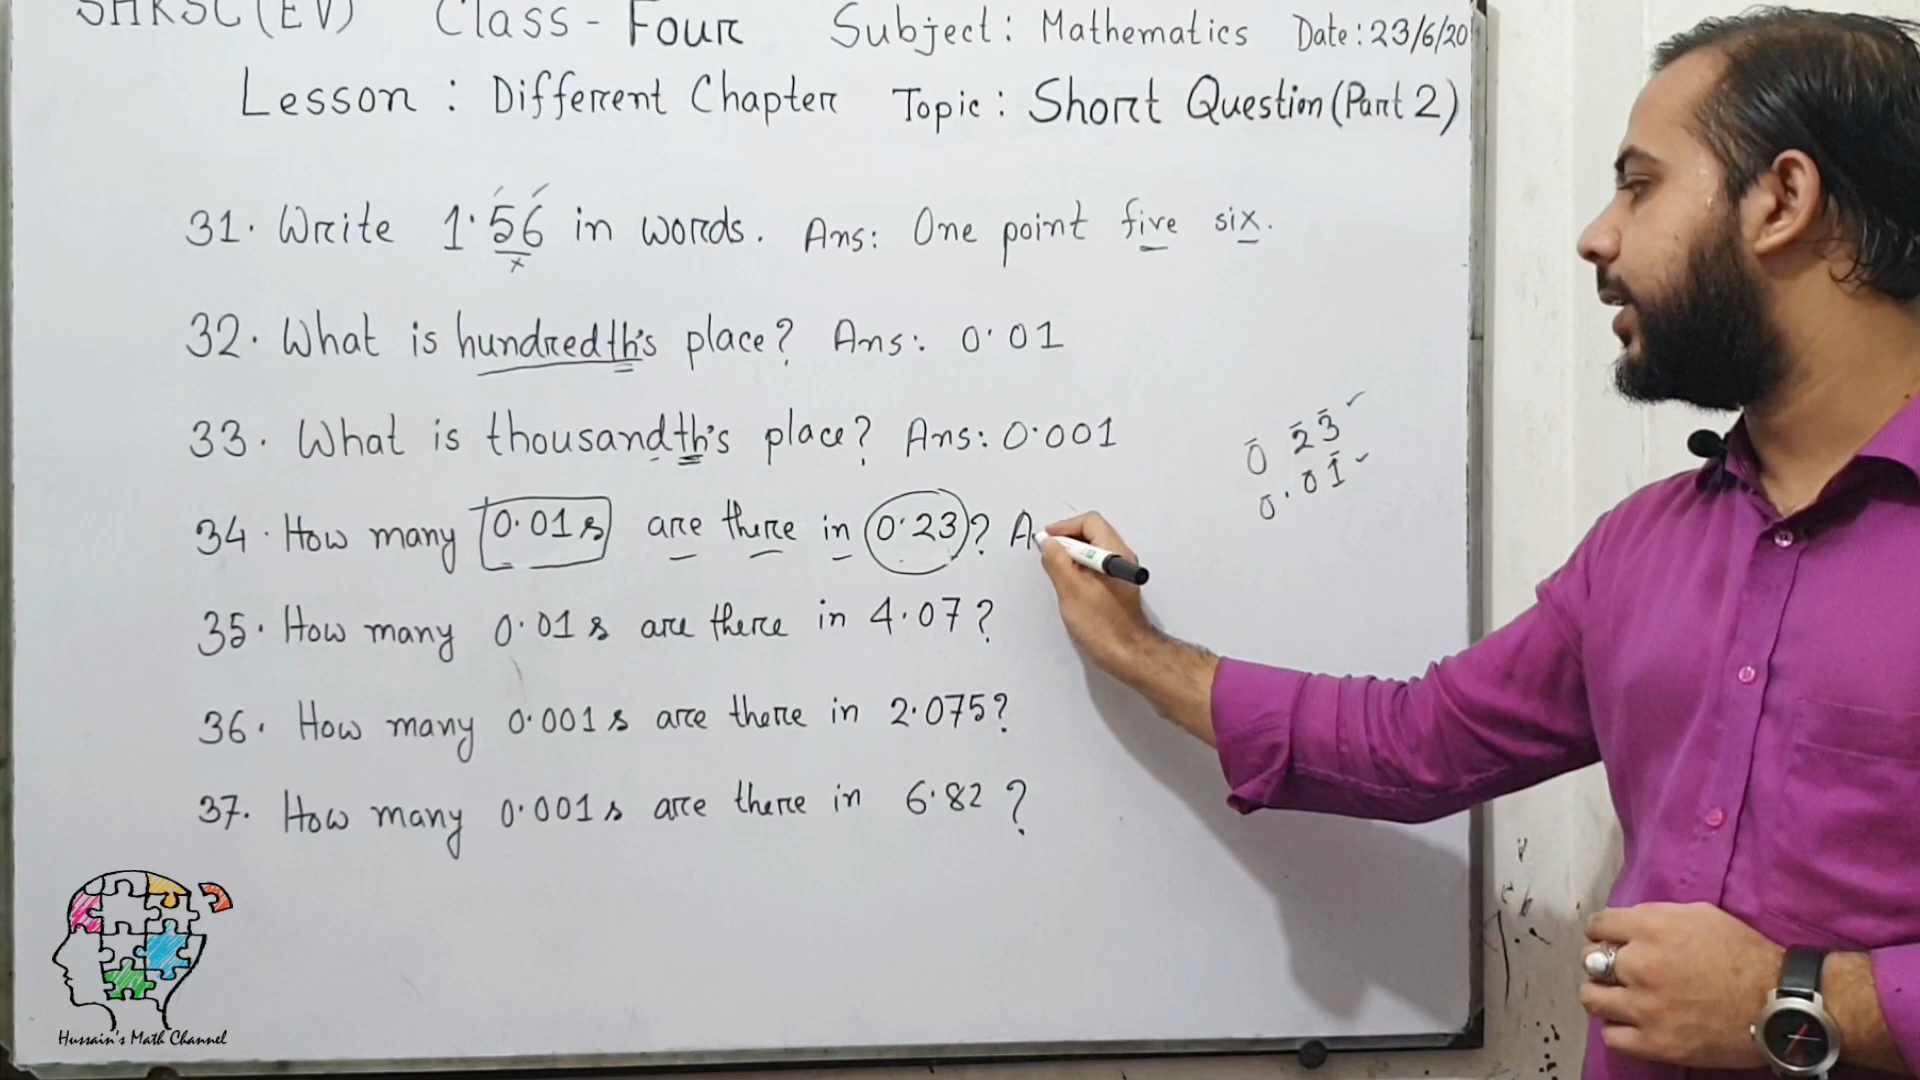 SHKSC (EV) Class - Four Subject: Mathematics Date: 23/6/20
Lesson : Different Chapter Topic: Short Question (Part 2)
31. Write 1.56 in words. Ans: One point five six.
32. What is hundredth's place? Ans: 0.01
33. What is thousandth's place? Ans: 0.001
0 23
0.01
34. How many 0.01s are there in 0.23? A
35. How many 0.01s are there in 4.07?
36. How many 0.001s are there in 2.075?
37. How many 0.001s are there in 6.82?
Hussain's Math Channel